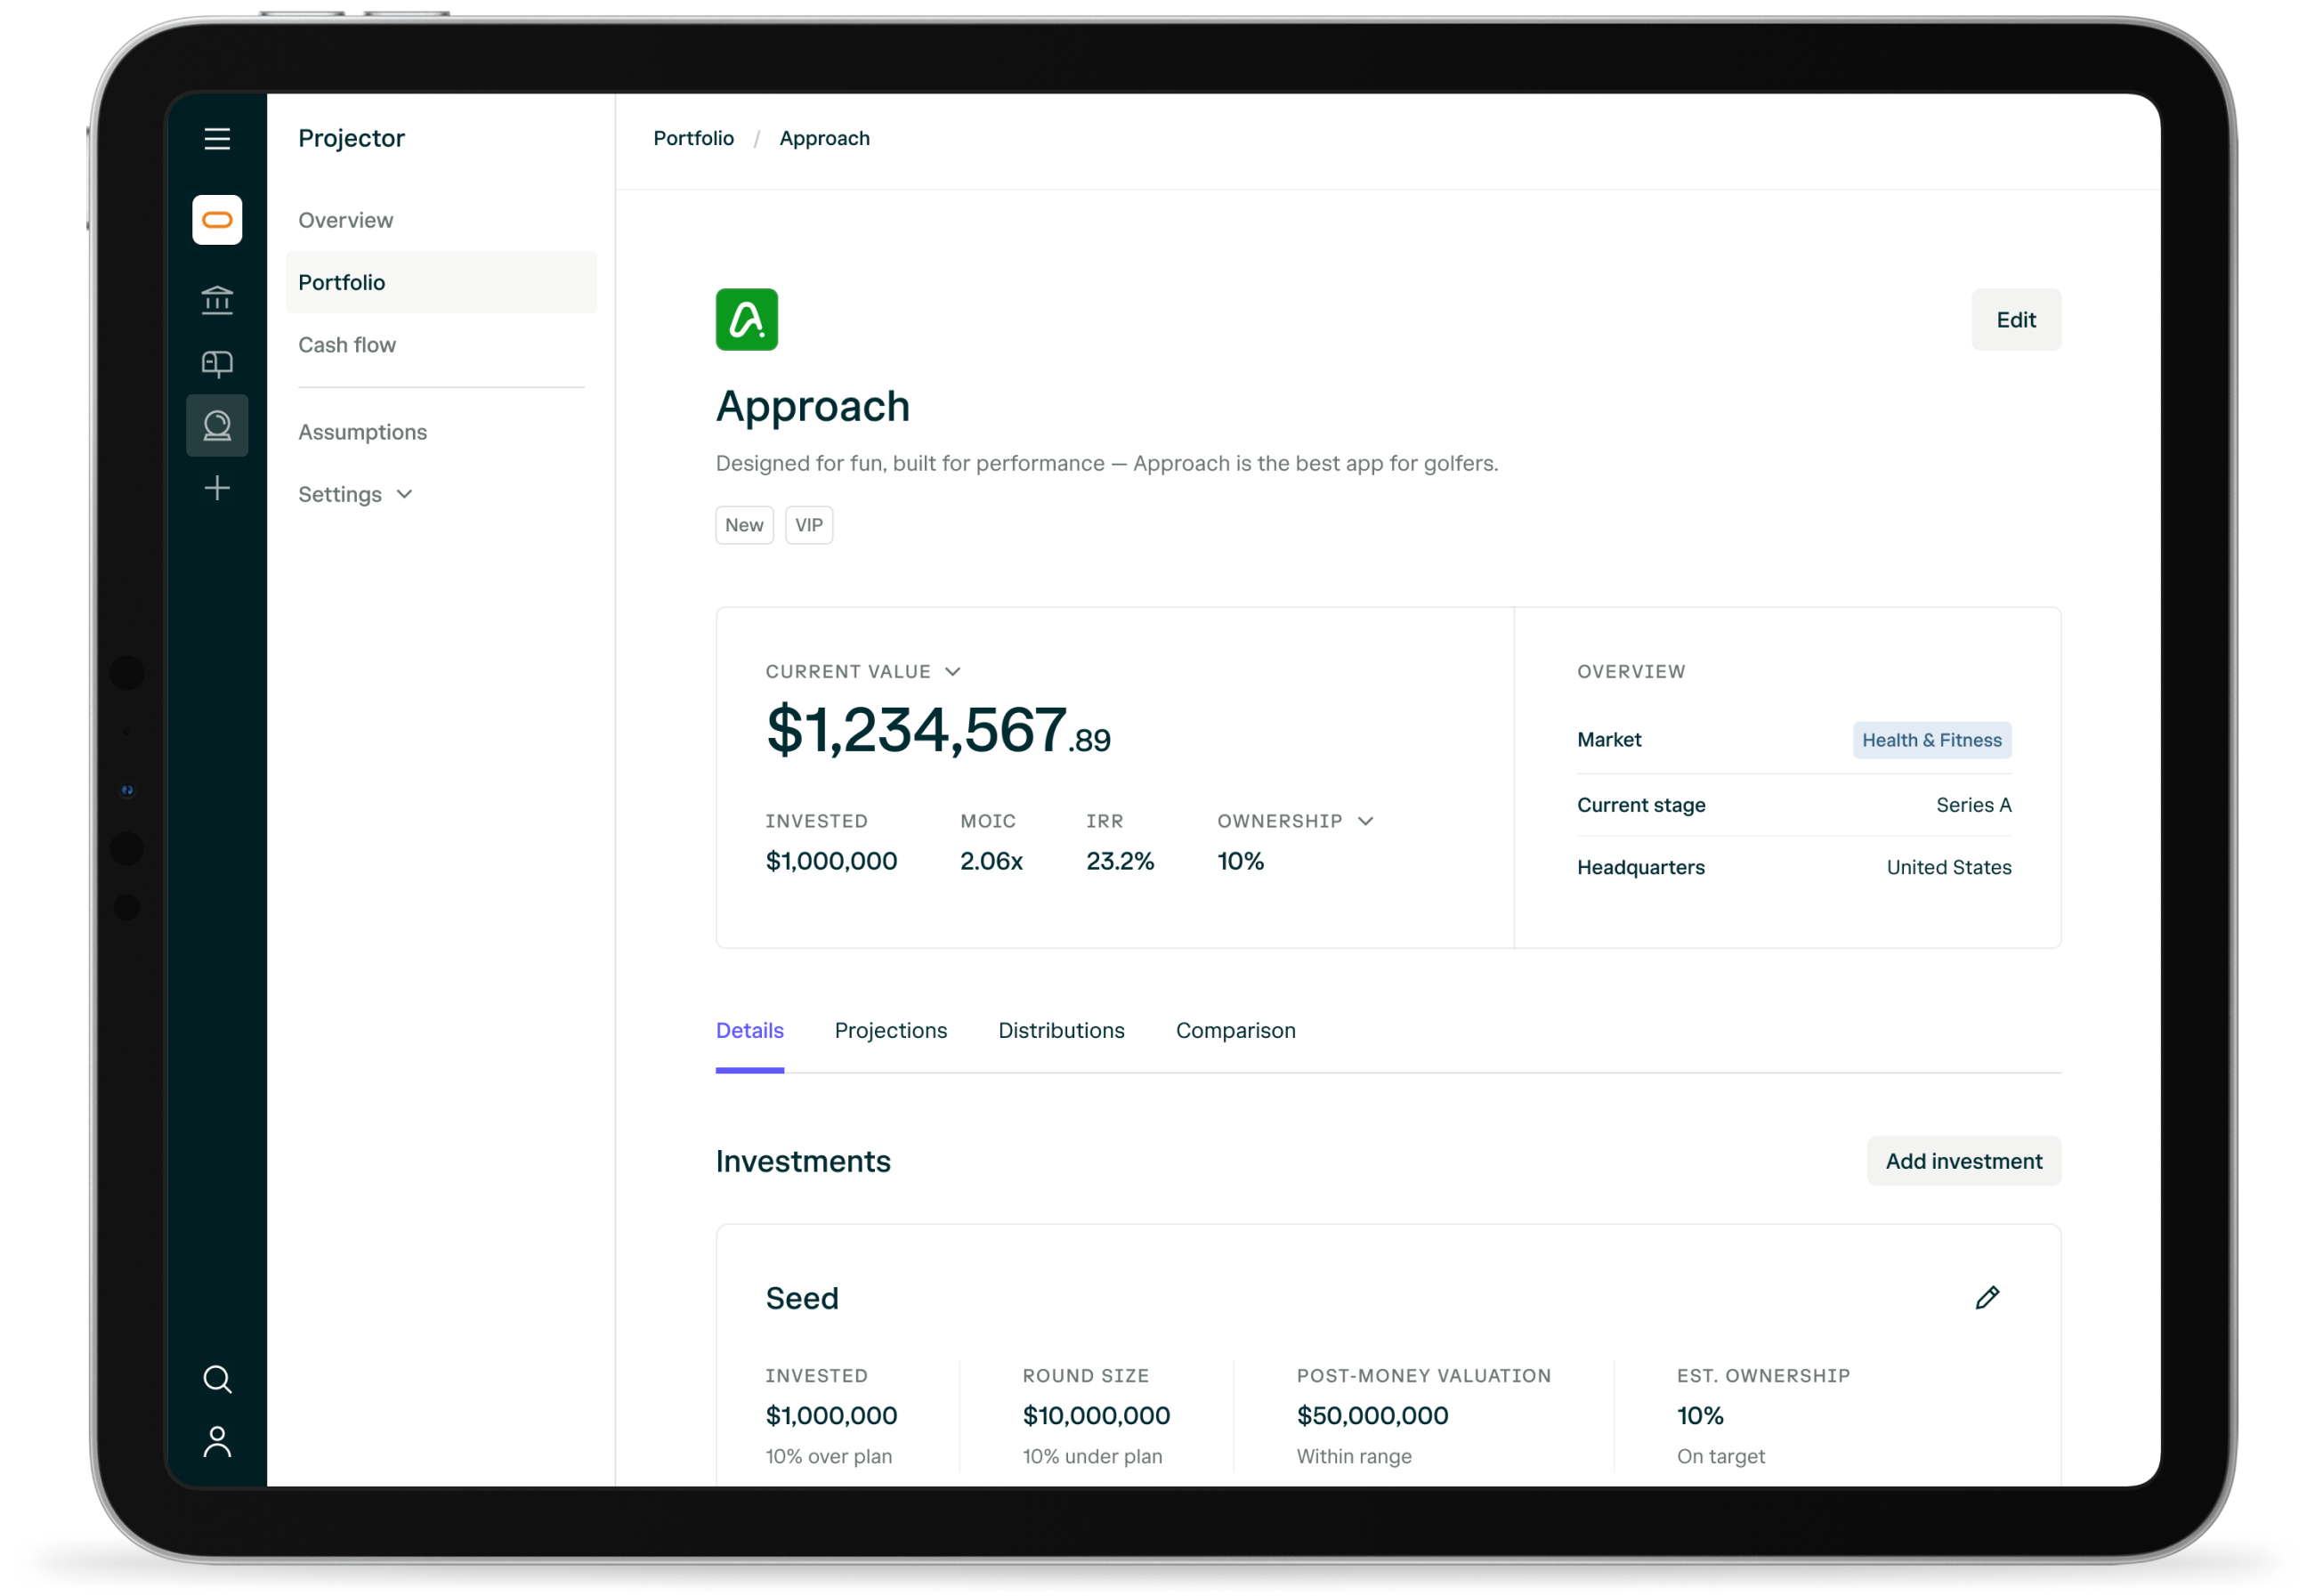 Projector
Overview
Portfolio
Cash flow
Assumptions
Settings
Portfolio / Approach
Edit
Approach
Designed for fun, built for performance — Approach is the best app for golfers.
New VIP
CURRENT VALUE
$1,234,567.89
INVESTED MOIC IRR OWNERSHIP
$1,000,000 2.06x 23.2% 10%
OVERVIEW
Market Health & Fitness
Current stage Series A
Headquarters United States
Details Projections Distributions Comparison
Investments Add investment
Seed
INVESTED ROUND SIZE POST-MONEY VALUATION EST. OWNERSHIP
$1,000,000 $10,000,000 $50,000,000 10%
10% over plan 10% under plan Within range On target